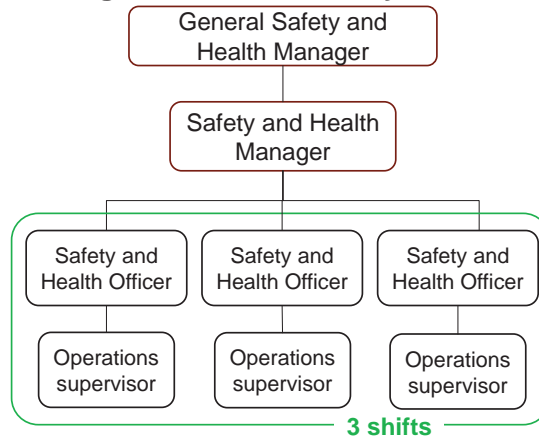 General Safety and
Health Manager
Safety and Health
Manager
Safety and
Health Officer
Safety and
Health Officer
Safety and
Health Officer
Operations
supervisor
Operations
supervisor
Operations
supervisor
3 shifts